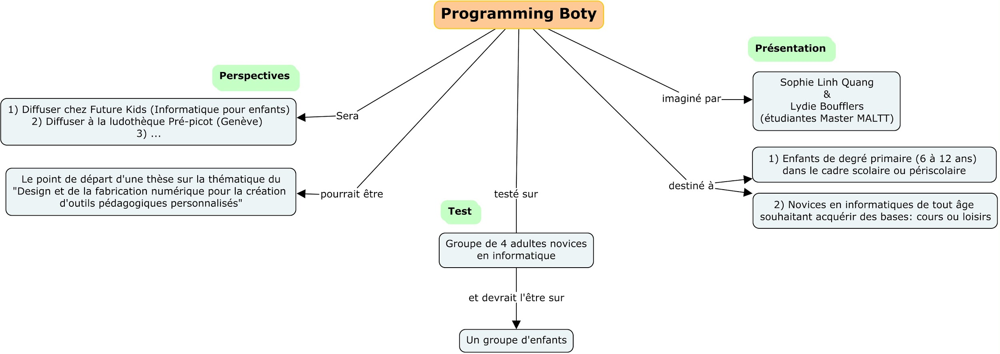 Programming Boty
Présentation
imaginé par
Sophie Linh Quang
&
Lydie Boufflers
(étudiantes Master MALTT)
destiné à
1) Enfants de degré primaire (6 à 12 ans)
dans le cadre scolaire ou périscolaire
2) Novices en informatiques de tout âge
souhaitant acquérir des bases: cours ou loisirs
testé sur
Test
Groupe de 4 adultes novices
en informatique
et devrait l'être sur
Un groupe d'enfants
Perspectives
Sera
1) Diffuser chez Future Kids (Informatique pour enfants)
2) Diffuser à la ludothèque Pré-picot (Genève)
3) ...
pourrait être
Le point de départ d'une thèse sur la thématique du
"Design et de la fabrication numérique pour la création
d'outils pédagogiques personnalisés"